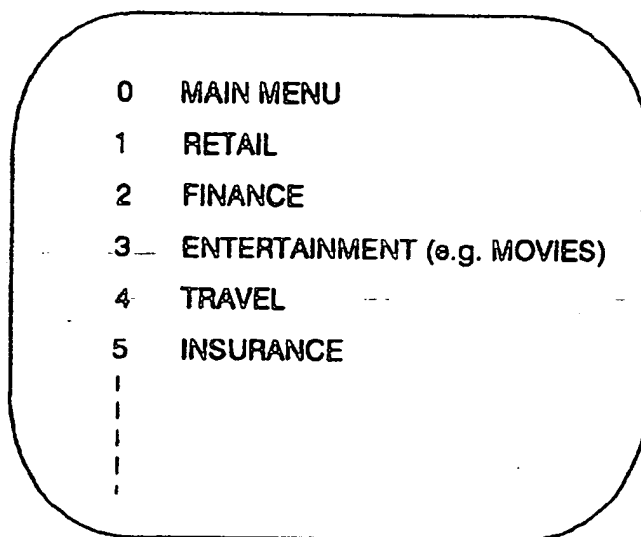 0 MAIN MENU
1 RETAIL
2 FINANCE
3 ENTERTAINMENT (e.g. MOVIES)
4 TRAVEL
5 INSURANCE